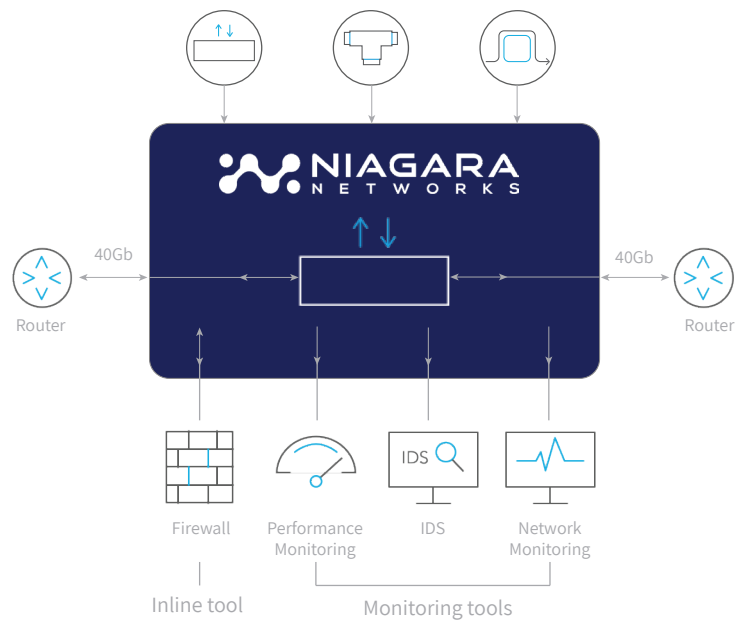 NIAGARA
NETWORKS
40Gb
40Gb
Router
Router
IDS
Firewall
Performance
Monitoring
IDS
Network
Monitoring
Inline tool
Monitoring tools